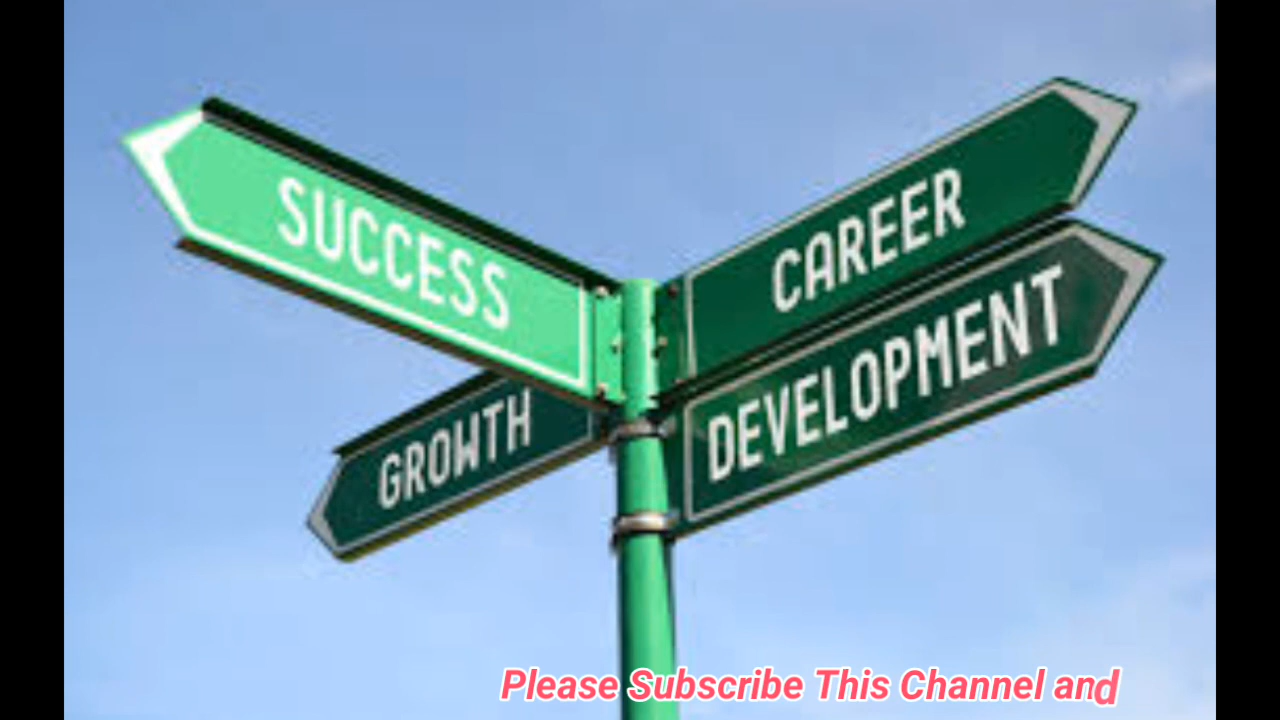 SUCCESS
CAREER
DEVELOPMENT
GROWTH
Please Subscribe This Channel and